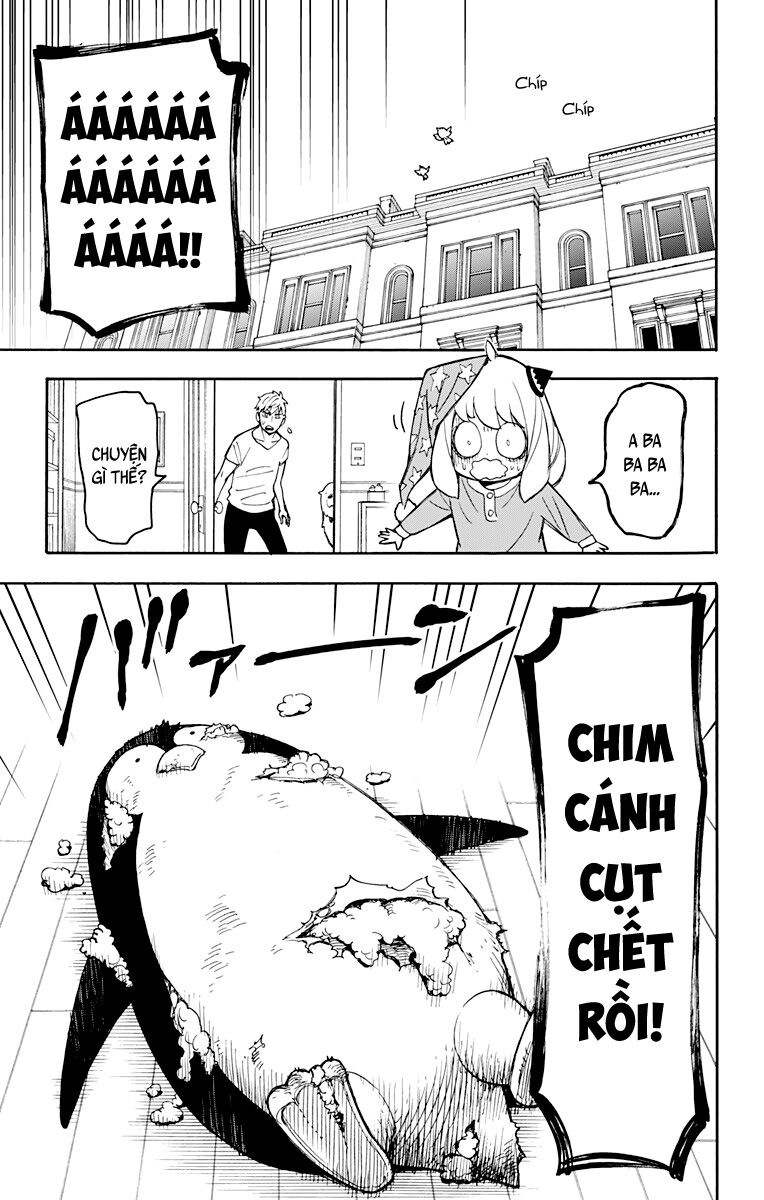 Chíp
Chíp
ÁÁÁÁÁÁ
ÁÁÁÁÁÁ
ÁÁÁÁ!!
A BA
BA BA
BA...
CHUYỆN
GÌ THẾ?
バァーーン
CHIM
CÁNH
CỤT
CHẾT
RỒI!